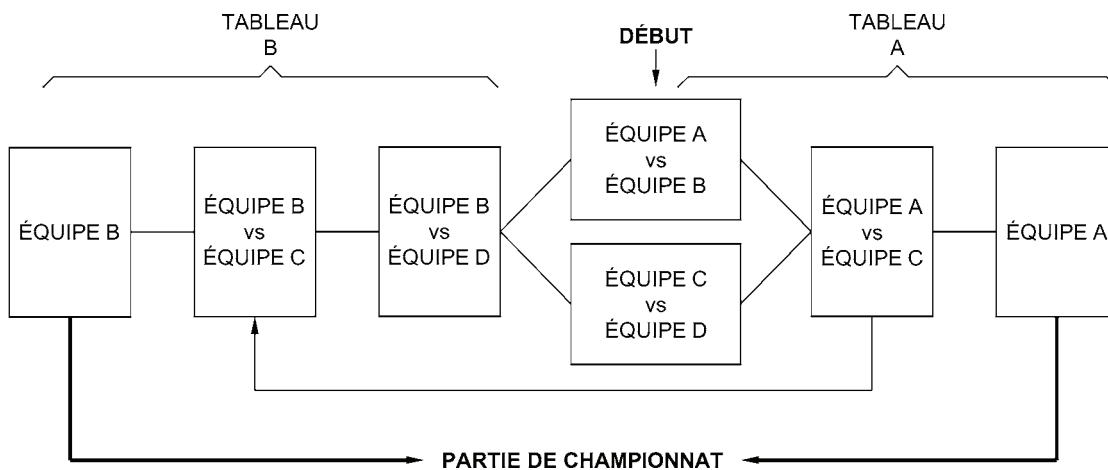 TABLEAU
B
DÉBUT
TABLEAU
A
ÉQUIPE B
ÉQUIPE B
vs
ÉQUIPE C
ÉQUIPE B
vs
ÉQUIPE D
ÉQUIPE A
vs
ÉQUIPE B
ÉQUIPE C
vs
ÉQUIPE D
ÉQUIPE A
vs
ÉQUIPE C
ÉQUIPE A
PARTIE DE CHAMPIONNAT